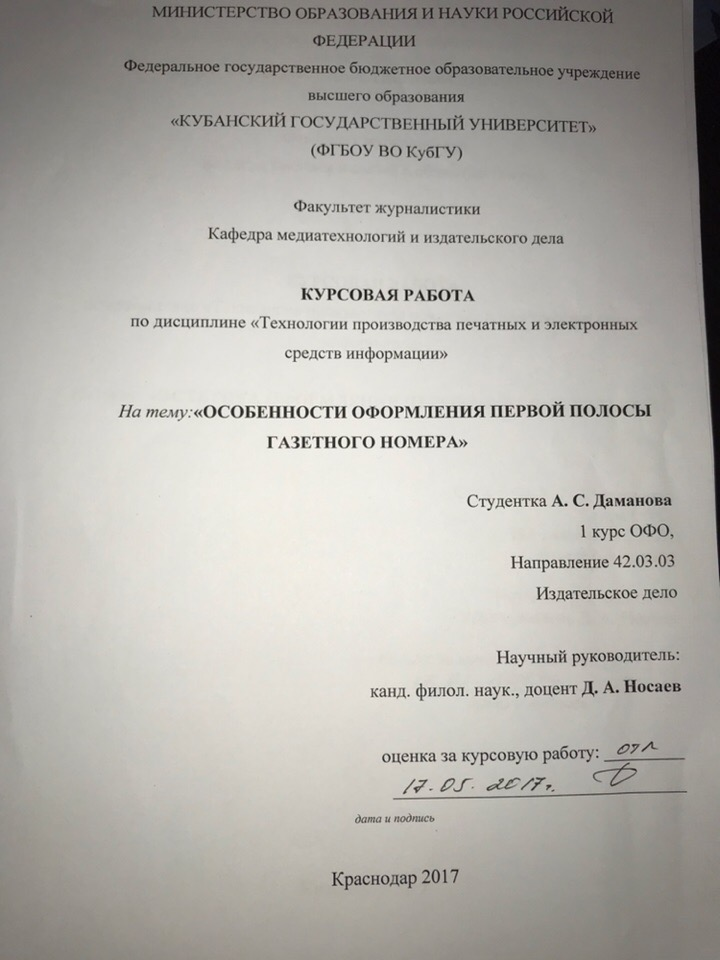 МИНИСТЕРСТВО ОБРАЗОВАНИЯ И НАУКИ РОССИЙСКОЙ
ФЕДЕРАЦИИ
Федеральное государственное бюджетное образовательное учреждение
высшего образования
«КУБАНСКИЙ ГОСУДАРСТВЕННЫЙ УНИВЕРСИТЕТ»
(ФГБОУ ВО КубГУ)
Факультет журналистики
Кафедра медиатехнологий и издательского дела
КУРСОВАЯ РАБОТА
по дисциплине «Технологии производства печатных и электронных
средств информации»
На тему:«ОСОБЕННОСТИ ОФОРМЛЕНИЯ ПЕРВОЙ ПОЛОСЫ
ГАЗЕТНОГО НОМЕРА»
Студентка А. С. Даманова
1 курс ОФО,
Направление 42.03.03
Издательское дело
Научный руководитель:
канд. филол. наук., доцент Д. А. Носаев
оценка за курсовую работу: отл
17.05.2017г.
дата и подпись
Краснодар 2017